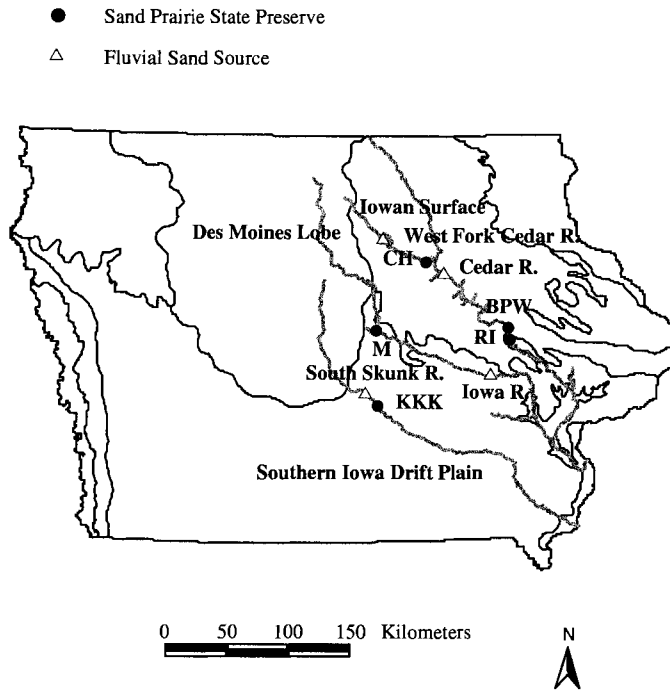 Sand Prairie State Preserve
Fluvial Sand Source
Iowan Surface
Des Moines Lobe
West Fork Cedar R.
CH
Cedar R.
BPW
RI
M
South Skunk R.
Iowa R.
KKK
Southern Iowa Drift Plain
0 50 100 150 Kilometers
N